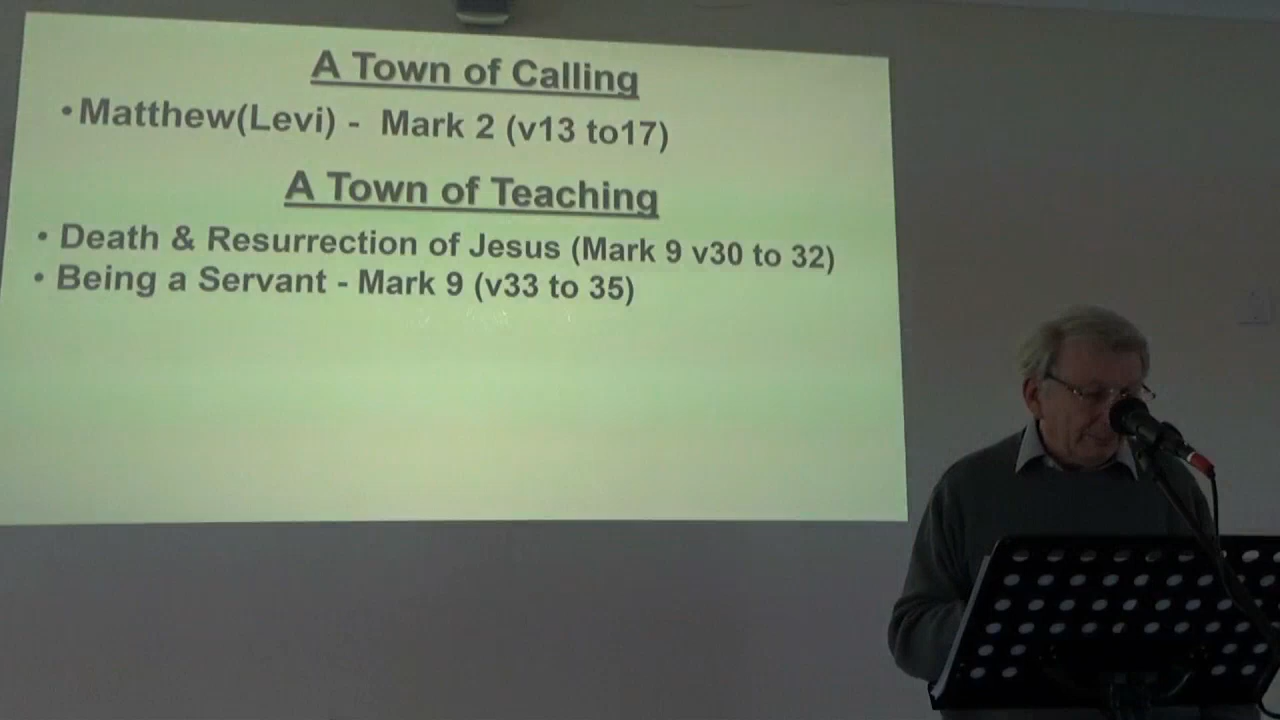 A Town of Calling
•Matthew(Levi) - Mark 2 (v13 to17)
A Town of Teaching
• Death & Resurrection of Jesus (Mark 9 v30 to 32)
• Being a Servant - Mark 9 (v33 to 35)